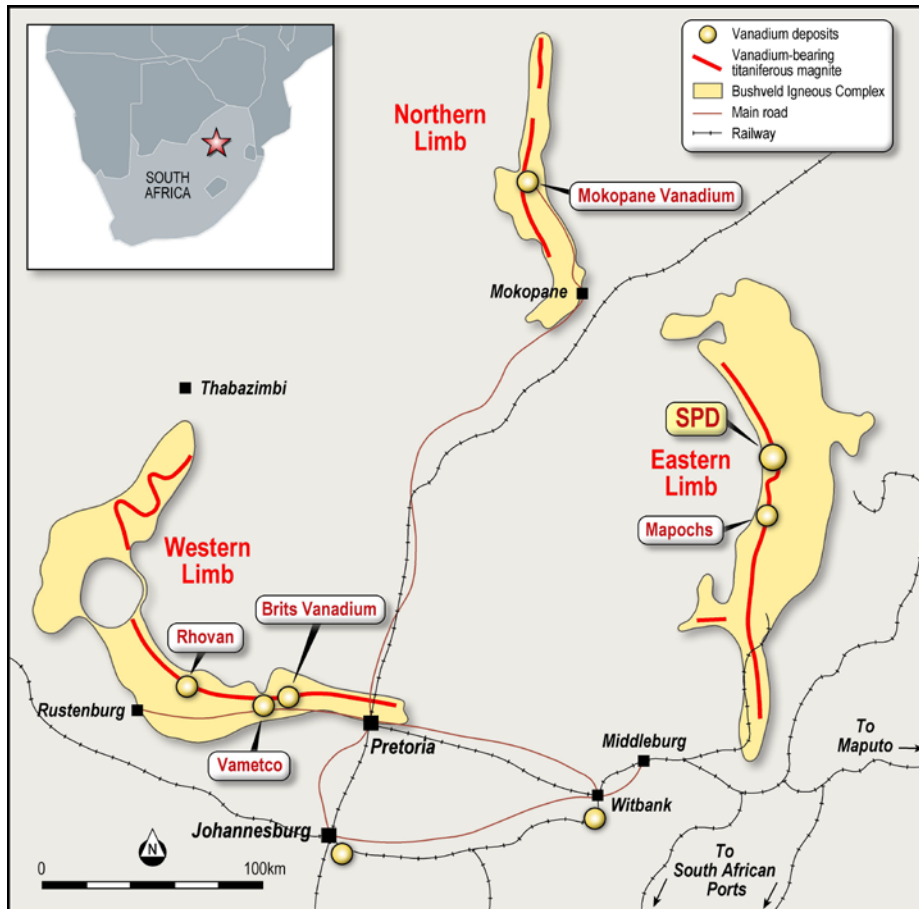 SOUTH
AFRICA
Vanadium deposits
Vanadium-bearing
titaniferous magnite
Bushveld Igneous Complex
Main road
Railway
Northern
Limb
Mokopane Vanadium
Mokopane
Thabazimbi
SPD
Eastern
Limb
Mapochs
Western
Limb
Brits Vanadium
Rhovan
Rustenburg
Vametco
Pretoria
Middleburg
To
Maputo
Witbank
Johannesburg
To
South African
Ports
N
0
100km